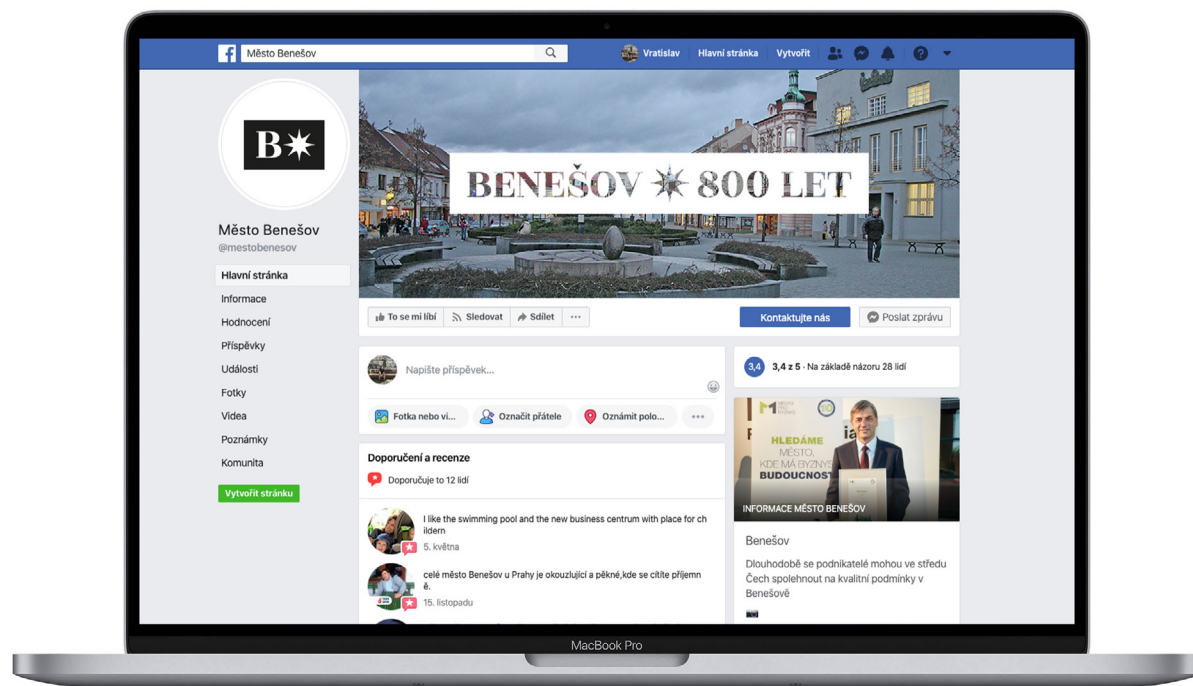 Město Benešov
Vratislav
Hlavní stránka
Vytvořit
B
Město Benešov
@mestobenesov
Hlavní stránka
Informace
Hodnocení
Příspěvky
Události
Fotky
Videa
Poznámky
Komunita
Vytvořit stránku
BENEŠOV 800 LET
To se mi líbí
Sledovat
Sdílet
...
Kontaktujte nás
Poslat zprávu
Napište příspěvek...
Fotka nebo vi...
Označit přátele
Oznámit polo...
...
Doporučení a recenze
Doporučuje to 12 lidí
I like the swimming pool and the new business centrum with place for ch
ildern
5. května
celé město Benešov u Prahy je okouzlující a pěkné,kde se cítíte příjemn
ě.
15. listopadu
3,4
3,4 z 5 · Na základě názoru 28 lidí
HLEDÁME
MĚSTO,
KDE MÁ BYZNYS
BUDOUCNOST
INFORMACE MĚSTO BENEŠOV
Benešov
Dlouhodobě se podnikatelé mohou ve středu
Čech spolehnout na kvalitní podmínky v
Benešově
MacBook Pro